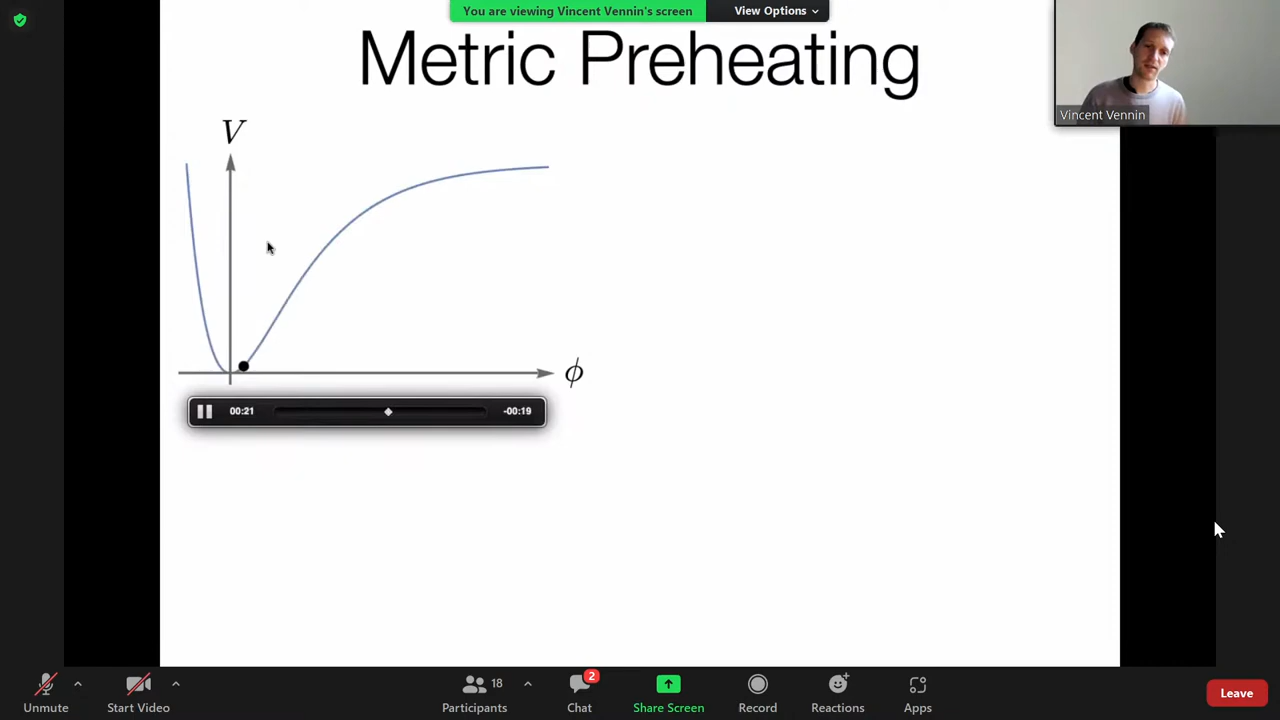 You are viewing Vincent Vennin's screen
View Options
Metric Preheating
Vincent Vennin
V
ϕ
00:21
-00:19
Unmute
Start Video
Participants
18
Chat
2
Share Screen
Record
Reactions
Apps
Leave